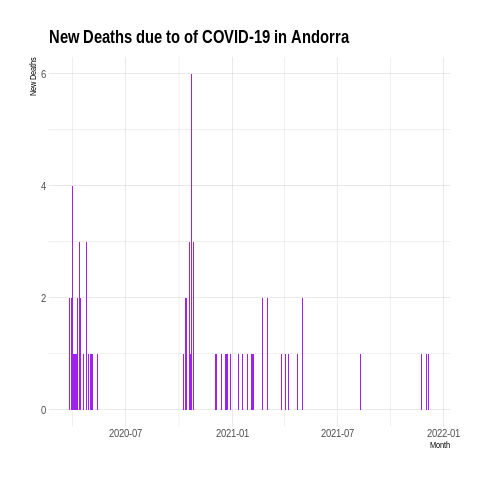 New Deaths due to of COVID-19 in Andorra
New Deaths
6
4
2
0
2020-07 2021-01 2021-07 2022-01
Month